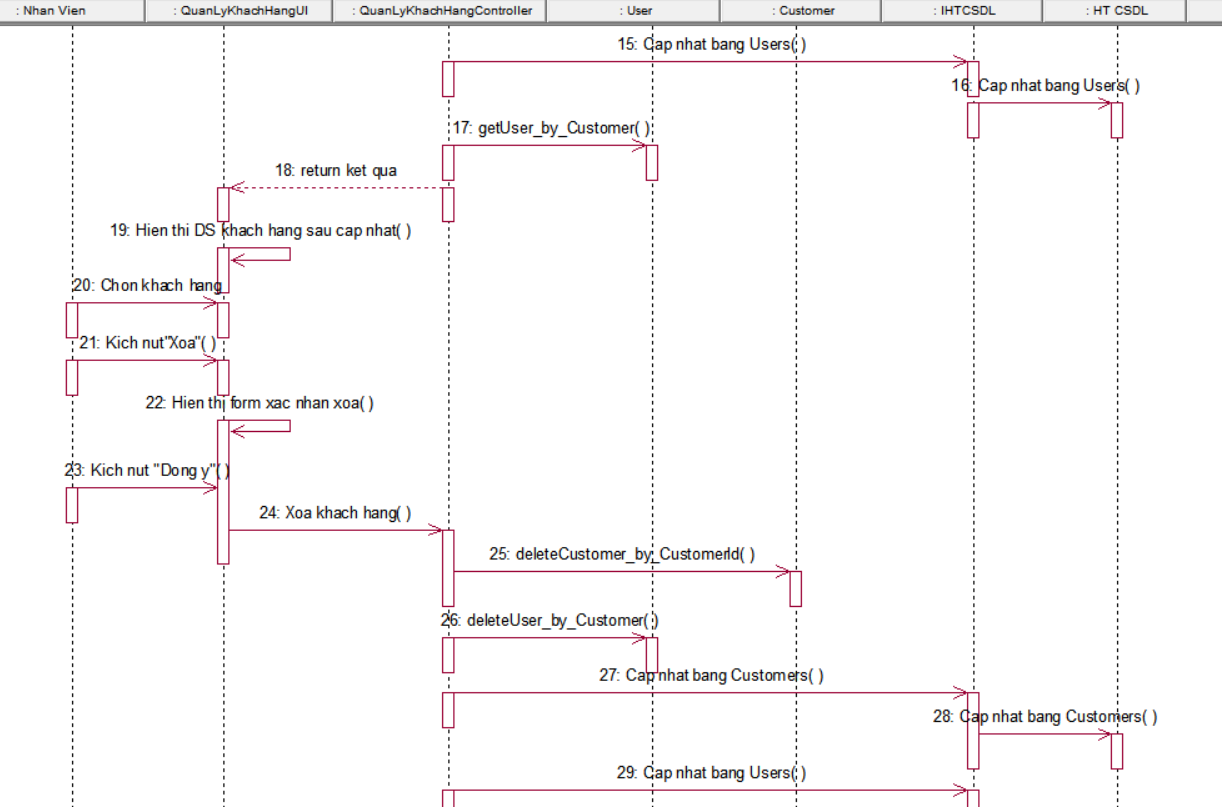 : Nhan Vien
: QuanLyKhachHangUI
: QuanLyKhachHangController
: User
: Customer
: IHTCSDL
: HT CSDL
15: Cap nhat bang Users( )
16: Cap nhat bang Users( )
17: getUser_by_Customer( )
18: return ket qua
19: Hien thi DS khach hang sau cap nhat( )
20: Chon khach hang
21: Kich nut"Xoa"( )
22: Hien thi form xac nhan xoa( )
23: Kich nut "Dong y"( )
24: Xoa khach hang( )
25: deleteCustomer_by_CustomerId( )
26: deleteUser_by_Customer( )
27: Cap nhat bang Customers( )
28: Cap nhat bang Customers( )
29: Cap nhat bang Users( )